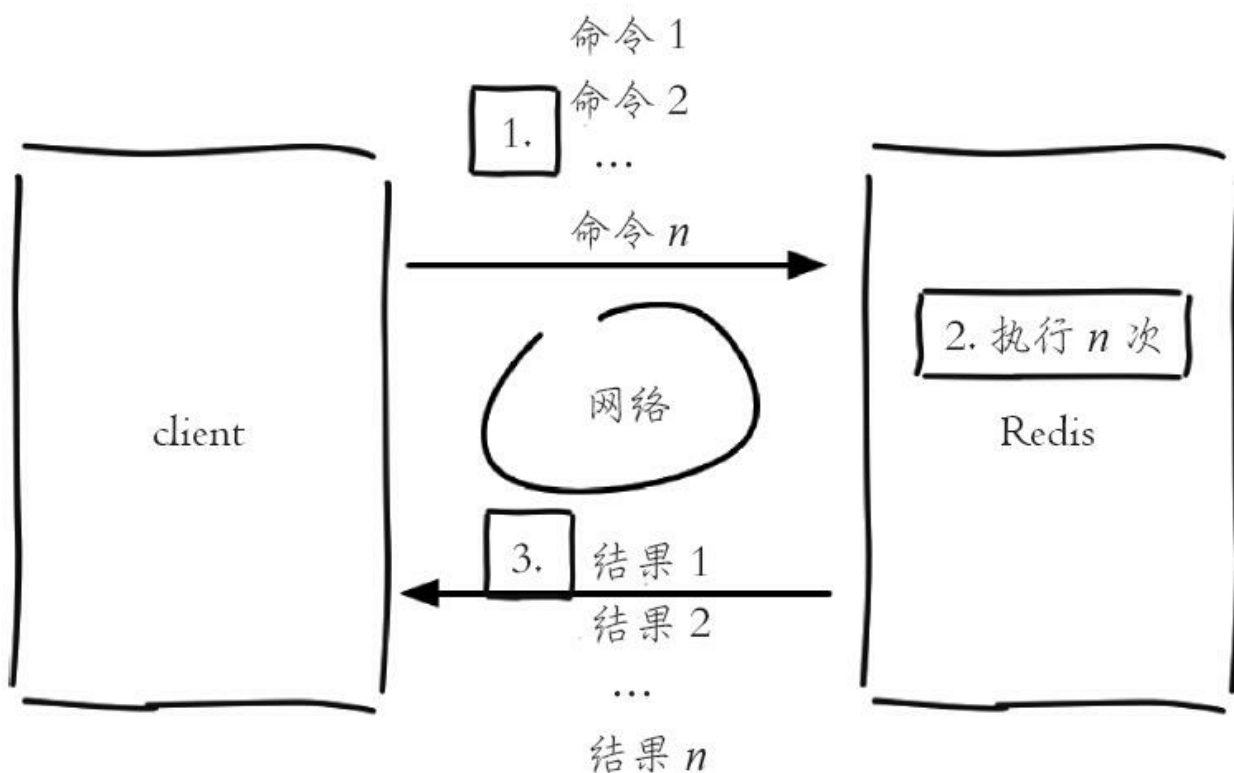 命令 1
命令 2
1.
…
命令 n
2. 执行 n 次
网络
client
Redis
3.
结果 1
结果 2
…
结果 n